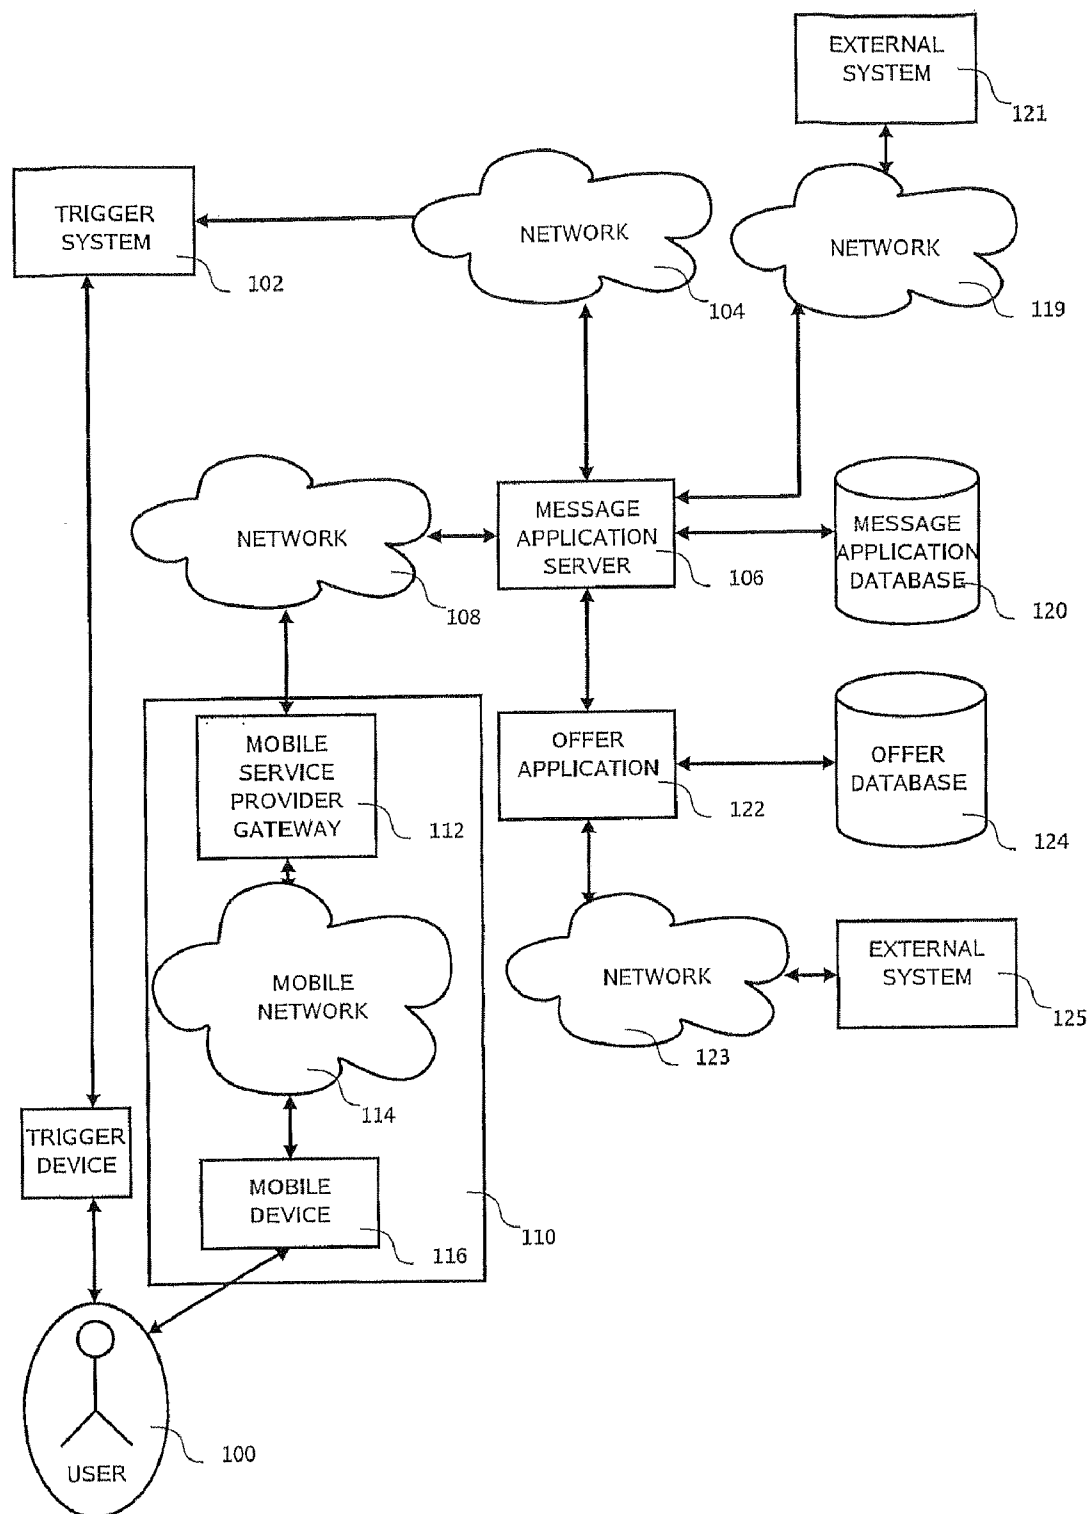 EXTERNAL
SYSTEM
121
TRIGGER
SYSTEM
102
NETWORK
104
NETWORK
119
NETWORK
108
MESSAGE
APPLICATION
SERVER
106
MESSAGE
APPLICATION
DATABASE
120
MOBILE
SERVICE
PROVIDER
GATEWAY
112
OFFER
APPLICATION
122
OFFER
DATABASE
124
MOBILE
NETWORK
114
NETWORK
123
EXTERNAL
SYSTEM
125
TRIGGER
DEVICE
MOBILE
DEVICE
116
110
USER
100